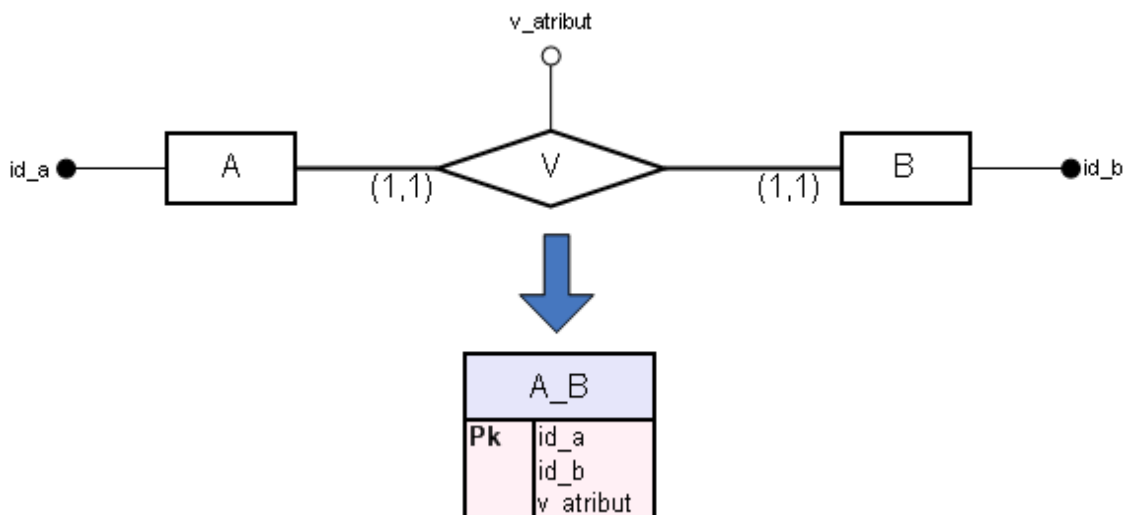 v_atribut
id_a
A
V
B
id_b
(1,1)
(1,1)
A_B
Pk id_a
id_b
v_atribut